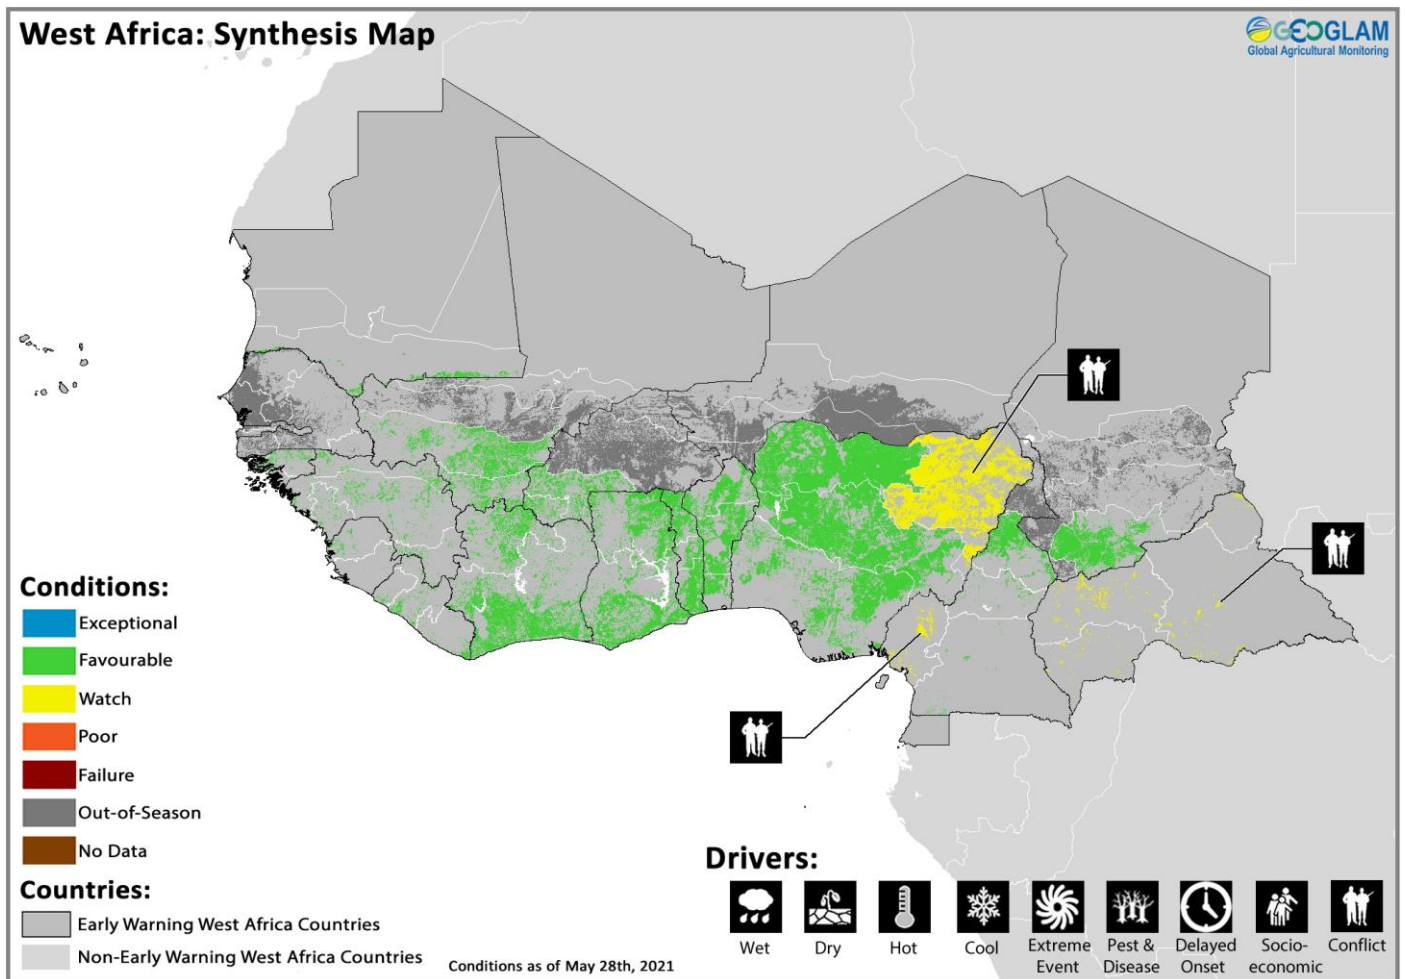 West Africa: Synthesis Map
GEOGLAM
Global Agricultural Monitoring
Conditions:
Exceptional
Favourable
Watch
Poor
Failure
Out-of-Season
No Data
Countries:
Early Warning West Africa Countries
Non-Early Warning West Africa Countries
Conditions as of May 28th, 2021
Drivers:
Wet
Dry
Hot
Cool
Extreme
Event
Pest &
Disease
Delayed
Onset
Socio-
economic
Conflict